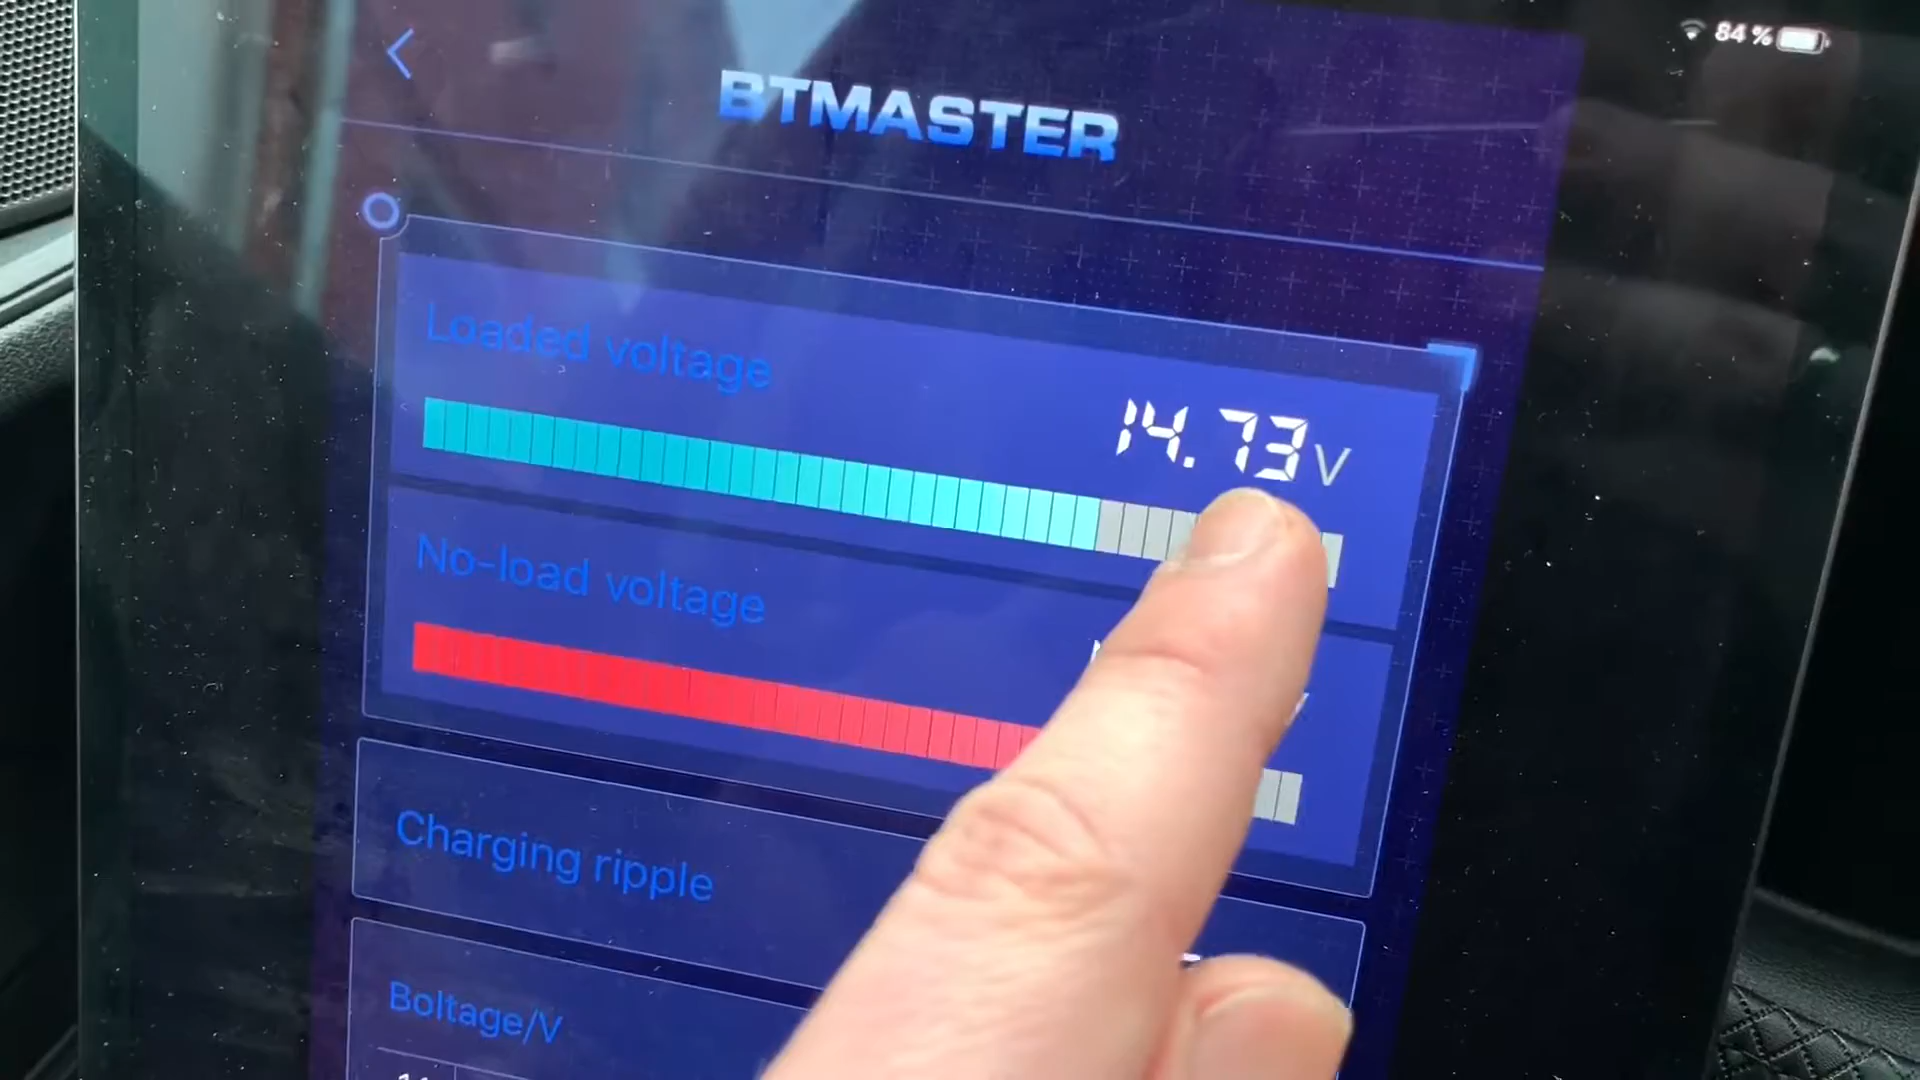 84 %
BTMASTER
Loaded voltage
14.73 V
No-load voltage
Charging ripple
Boltage/V